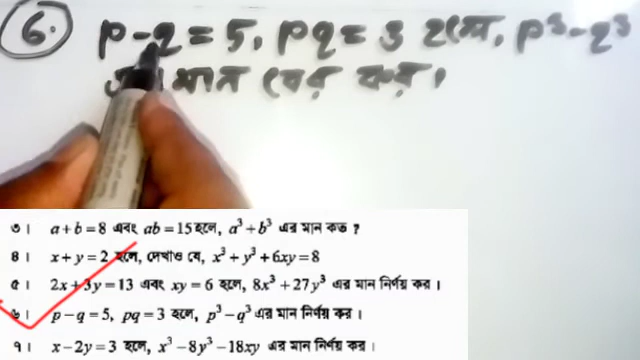 6. p-q=5, pq=3 হলে, p³-q³
মান বের কর।
৩। a+b=8 এবং ab=15 হলে, a³+b³ এর মান কত ?
৪। x+y=2 হলে, দেখাও যে, x³+y³+6xy=8
৫। 2x+3y=13 এবং xy=6 হলে, 8x³+27y³ এর মান নির্ণয় কর।
৬। p-q=5, pq=3 হলে, p³-q³ এর মান নির্ণয় কর।
৭। x-2y=3 হলে, x³-8y³-18xy এর মান নির্ণয় কর।